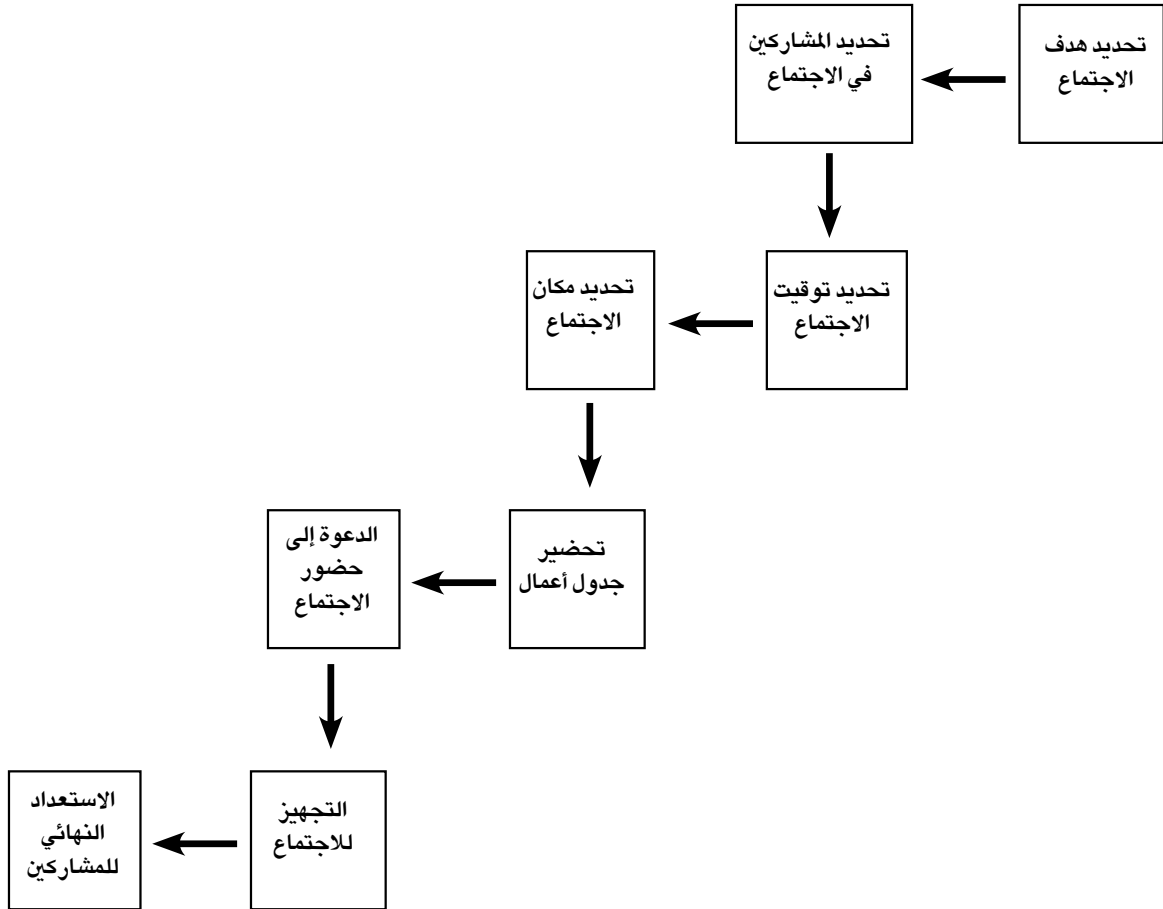 تحديد هدف
الاجتماع
تحديد المشاركين
في الاجتماع
تحديد توقيت
الاجتماع
تحديد مكان
الاجتماع
تحضير
جدول أعمال
الدعوة إلى
حضور
الاجتماع
التجهيز
للاجتماع
الاستعداد
النهائي
للمشاركين